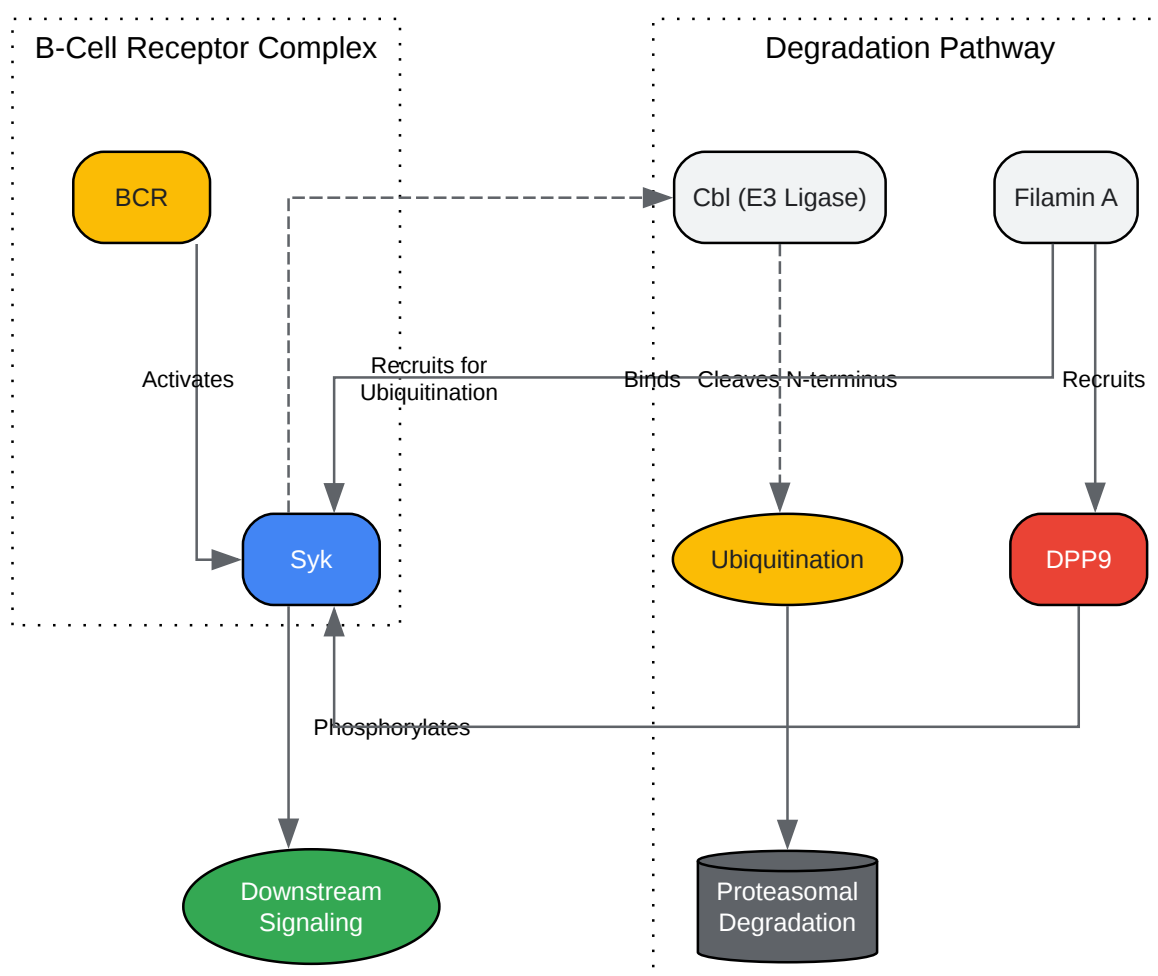 B-Cell Receptor Complex
Degradation Pathway
BCR
Cbl (E3 Ligase)
Filamin A
Activates
Recruits for
Ubiquitination
Binds
Cleaves N-terminus
Recruits
Syk
Ubiquitination
DPP9
Phosphorylates
Downstream
Signaling
Proteasomal
Degradation